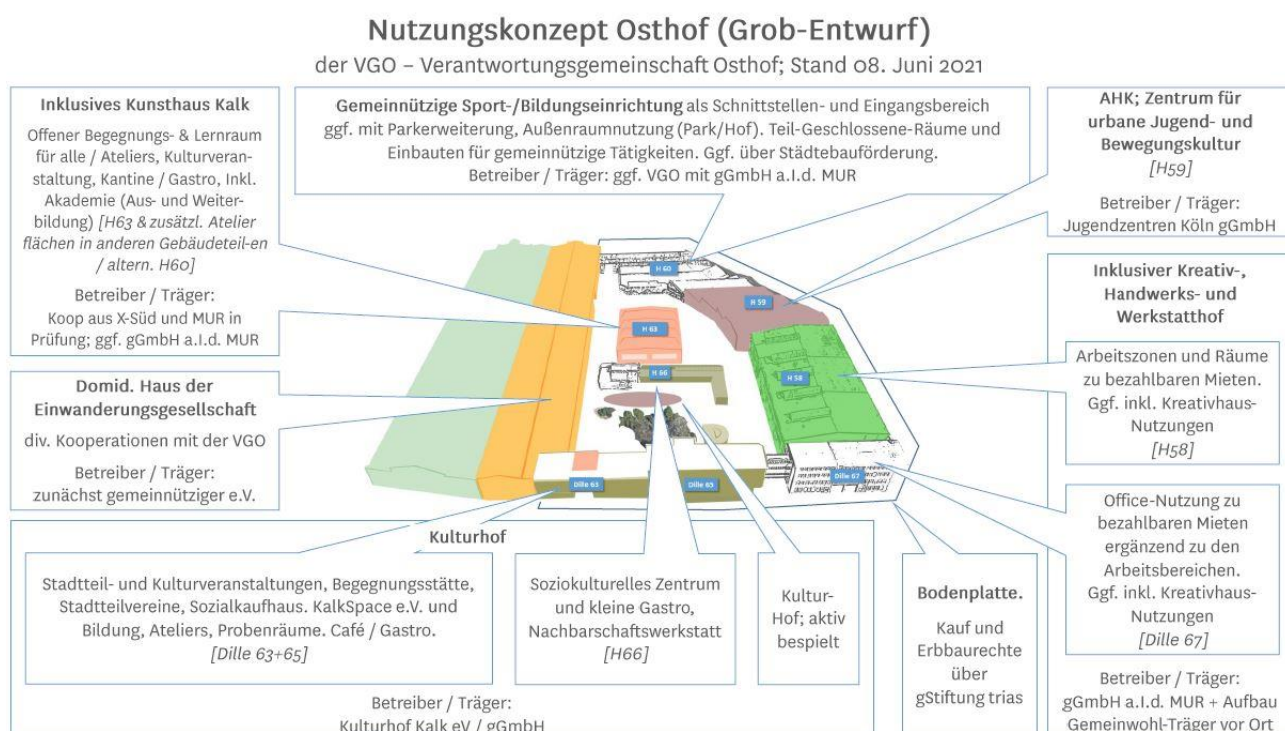 Nutzungskonzept Osthof (Grob-Entwurf)
der VGO – Verantwortungsgemeinschaft Osthof; Stand 08. Juni 2021
Inklusives Kunsthaus Kalk
Offener Begegnungs- & Lernraum
für alle / Ateliers, Kulturveran-
staltung, Kantine / Gastro, Inkl.
Akademie (Aus- und Weiter-
bildung) [H63 & zusätzl. Atelier
flächen in anderen Gebäudeteil-en
/ altern. H60]
Betreiber / Träger:
Koop aus X-Süd und MUR in
Prüfung; ggf. gGmbH a.I.d. MUR
Gemeinnützige Sport-/Bildungseinrichtung als Schnittstellen- und Eingangsbereich
ggf. mit Parkerweiterung, Außenraumnutzung (Park/Hof). Teil-Geschlossene-Räume und
Einbauten für gemeinnützige Tätigkeiten. Ggf. über Städtebauförderung.
Betreiber / Träger: ggf. VGO mit gGmbH a.I.d. MUR
AHK; Zentrum für
urbane Jugend- und
Bewegungskultur
[H59]
Betreiber / Träger:
Jugendzentren Köln gGmbH
Domid. Haus der
Einwanderungsgesellschaft
div. Kooperationen mit der VGO
Betreiber / Träger:
zunächst gemeinnütziger e.V.
H 60
H 59
H 63
H 66
H 58
D
Dille 63
Dille 65
Dille 67
Inklusiver Kreativ-,
Handwerks- und
Werkstatthof
Arbeitszonen und Räume
zu bezahlbaren Mieten.
Ggf. inkl. Kreativhaus-
Nutzungen
[H58]
Office-Nutzung zu
bezahlbaren Mieten
ergänzend zu den
Arbeitsbereichen.
Ggf. inkl. Kreativhaus-
Nutzungen
[Dille 67]
Betreiber / Träger:
gGmbH a.I.d. MUR + Aufbau
Gemeinwohl-Träger vor Ort
Kulturhof
Stadtteil- und Kulturveranstaltungen, Begegnungsstätte,
Stadtteilvereine, Sozialkaufhaus. KalkSpace e.V. und
Bildung, Ateliers, Probenräume. Café / Gastro.
[Dille 63+65]
Soziokulturelles Zentrum
und kleine Gastro,
Nachbarschaftswerkstatt
[H66]
Kultur-
Hof; aktiv
bespielt
Betreiber / Träger:
Kulturhof Kalk eV / gGmbH
Bodenplatte.
Kauf und
Erbbaurechte
über
gStiftung trias